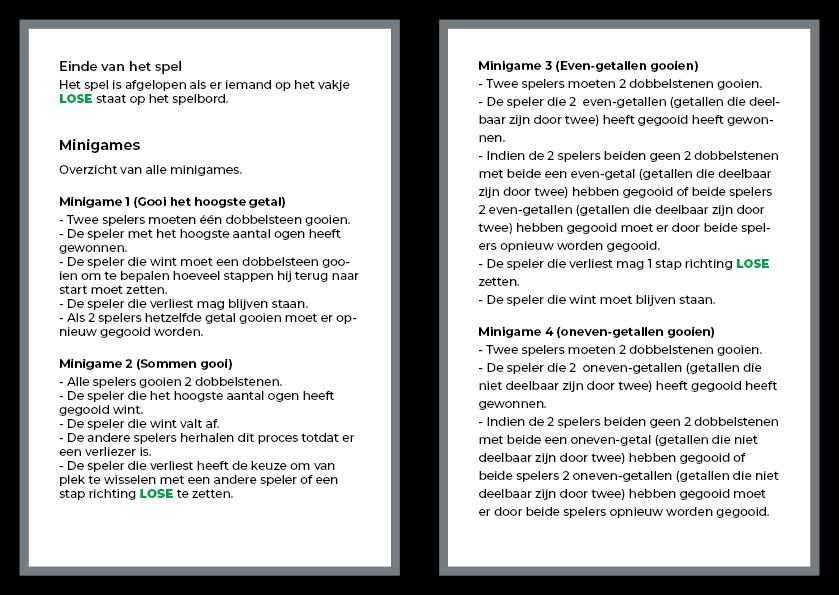 Einde van het spel
Het spel is afgelopen als er iemand op het vakje
LOSE staat op het spelbord.
Minigames
Overzicht van alle minigames.
Minigame 1 (Gooi het hoogste getal)
- Twee spelers moeten één dobbelsteen gooien.
- De speler met het hoogste aantal ogen heeft
gewonnen.
- De speler die wint moet een dobbelsteen goo-
ien om te bepalen hoeveel stappen hij terug naar
start moet zetten.
- De speler die verliest mag blijven staan.
- Als 2 spelers hetzelfde getal gooien moet er op-
nieuw gegooid worden.
Minigame 2 (Sommen gooi)
- Alle spelers gooien 2 dobbelstenen.
- De speler die het hoogste aantal ogen heeft
gegooid wint.
- De speler die wint valt af.
- De andere spelers herhalen dit proces totdat er
een verliezer is.
- De speler die verliest heeft de keuze om van
plek te wisselen met een andere speler of een
stap richting LOSE te zetten.
Minigame 3 (Even-getallen gooien)
- Twee spelers moeten 2 dobbelstenen gooien.
- De speler die 2  even-getallen (getallen die deel-
baar zijn door twee) heeft gegooid heeft gewon-
nen.
- Indien de 2 spelers beiden geen 2 dobbelstenen
met beide een even-getal (getallen die deelbaar
zijn door twee) hebben gegooid of beide spelers
2 even-getallen (getallen die deelbaar zijn door
twee) hebben gegooid moet er door beide spel-
ers opnieuw worden gegooid.
- De speler die verliest mag 1 stap richting LOSE
zetten.
- De speler die wint moet blijven staan.
Minigame 4 (oneven-getallen gooien)
- Twee spelers moeten 2 dobbelstenen gooien.
- De speler die 2  oneven-getallen (getallen die
niet deelbaar zijn door twee) heeft gegooid heeft
gewonnen.
- Indien de 2 spelers beiden geen 2 dobbelstenen
met beide een oneven-getal (getallen die niet
deelbaar zijn door twee) hebben gegooid of
beide spelers 2 oneven-getallen (getallen die niet
deelbaar zijn door twee) hebben gegooid moet
er door beide spelers opnieuw worden gegooid.